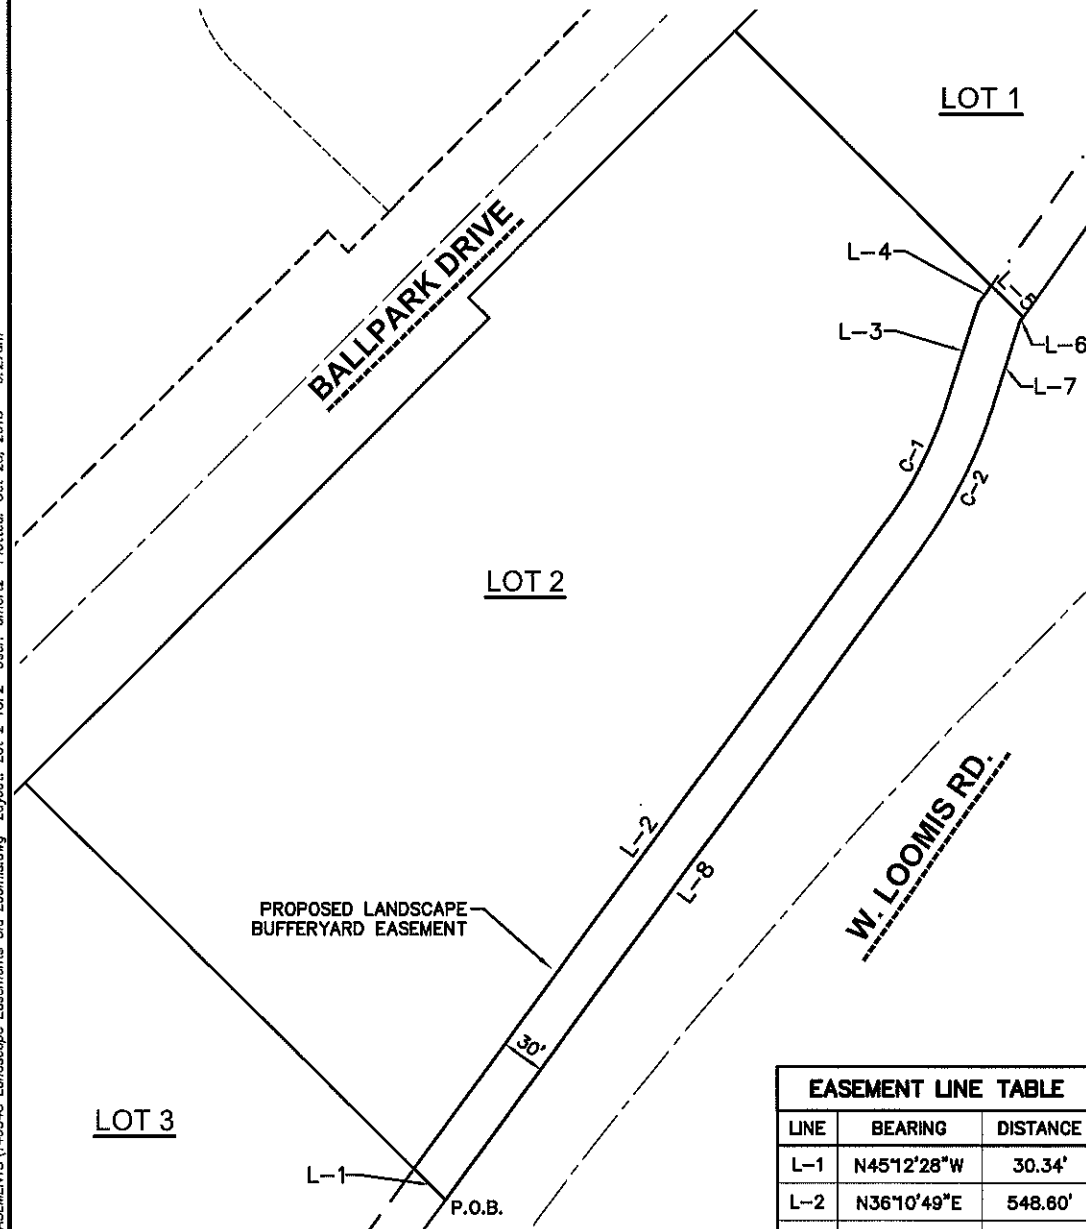 LOT 1
BALLPARK DRIVE
L-4
L-5
L-3
L-6
L-7
C-1
C-2
LOT 2
L-2
L-8
W. LOOMIS RD.
PROPOSED LANDSCAPE
BUFFERYARD EASEMENT
30'
LOT 3
L-1
P.O.B.
EASEMENT LINE TABLE
LINE BEARING DISTANCE
L-1 N45°12'28"W 30.34'
L-2 N36°10'49"E 548.60'